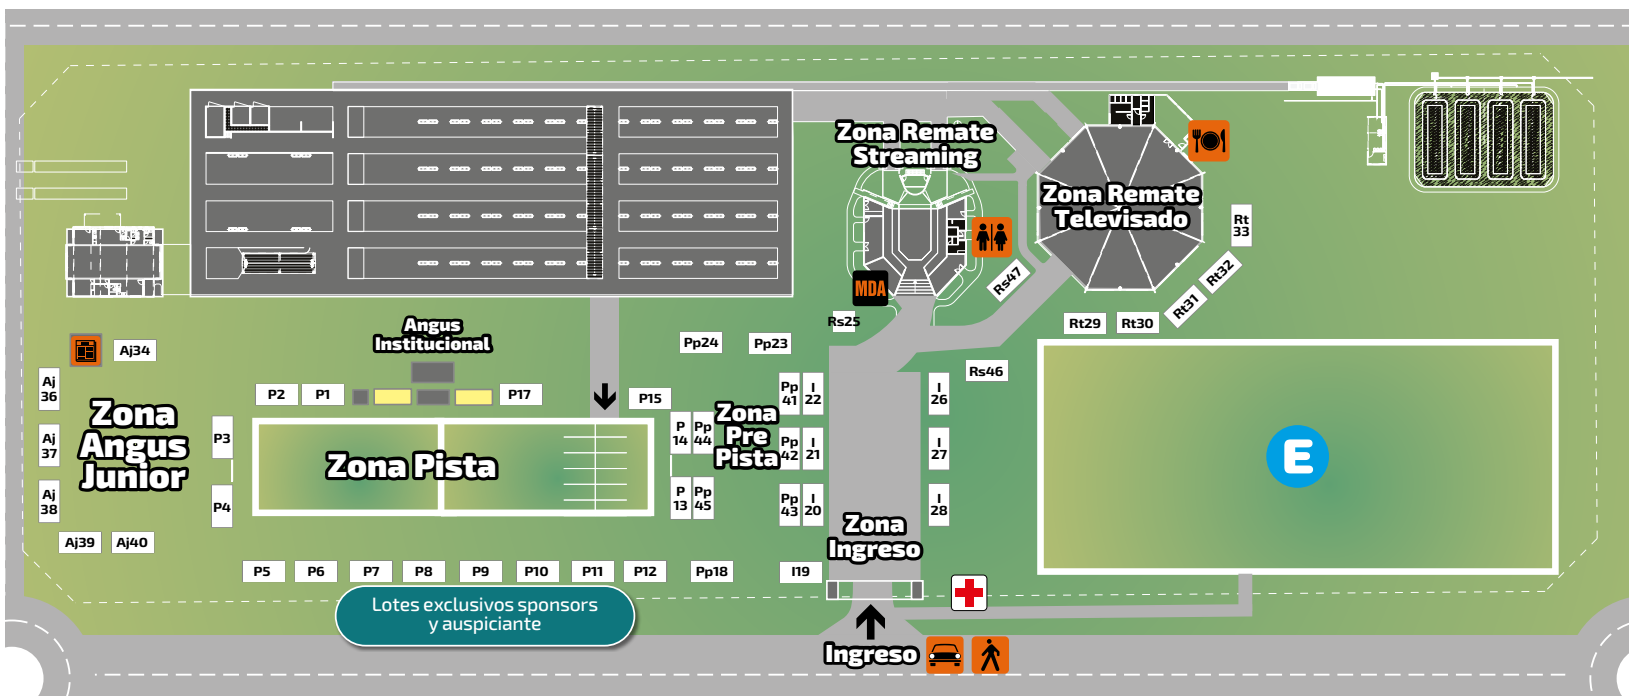 Zona Remate
Streaming
Zona Remate
Televisado
Rt
33
Rt32
Rt31
Rt30
Rt29
Rs47
MDA
Rs25
Rs46
Angus
Institucional
Pp24
Pp23
Aj34
Aj
36
Aj
37
Aj
38
Aj39
Aj40
Zona
Angus
Junior
P2
P1
P17
P15
P3
P4
Zona Pista
P
14
Pp
44
P
13
Pp
45
Zona
Pre
Pista
Pp
41
I
22
Pp
42
I
21
Pp
43
I
20
I
26
I
27
I
28
E
Zona
Ingreso
P5
P6
P7
P8
P9
P10
P11
P12
Pp18
I19
Lotes exclusivos sponsors
y auspiciante
Ingreso